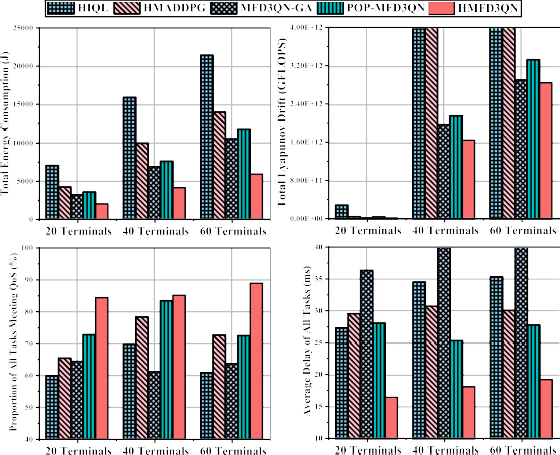 HIQL HMADDPG MFD3QN-GA POP-MFD3QN HMFD3QN
Total Energy Consumption (J)
25000
20000
15000
10000
5000
0
20 Terminals 40 Terminals 60 Terminals
Total Lyapunov Drift (GFLOPS)
4.00E+12
3.20E+12
2.40E+12
1.60E+12
8.00E+11
0.00E+00
20 Terminals 40 Terminals 60 Terminals
Proportion of All Tasks Meeting QoS (%)
100
90
80
70
60
50
40
20 Terminals 40 Terminals 60 Terminals
Average Delay of All Tasks (ms)
40
35
30
25
20
15
10
20 Terminals 40 Terminals 60 Terminals